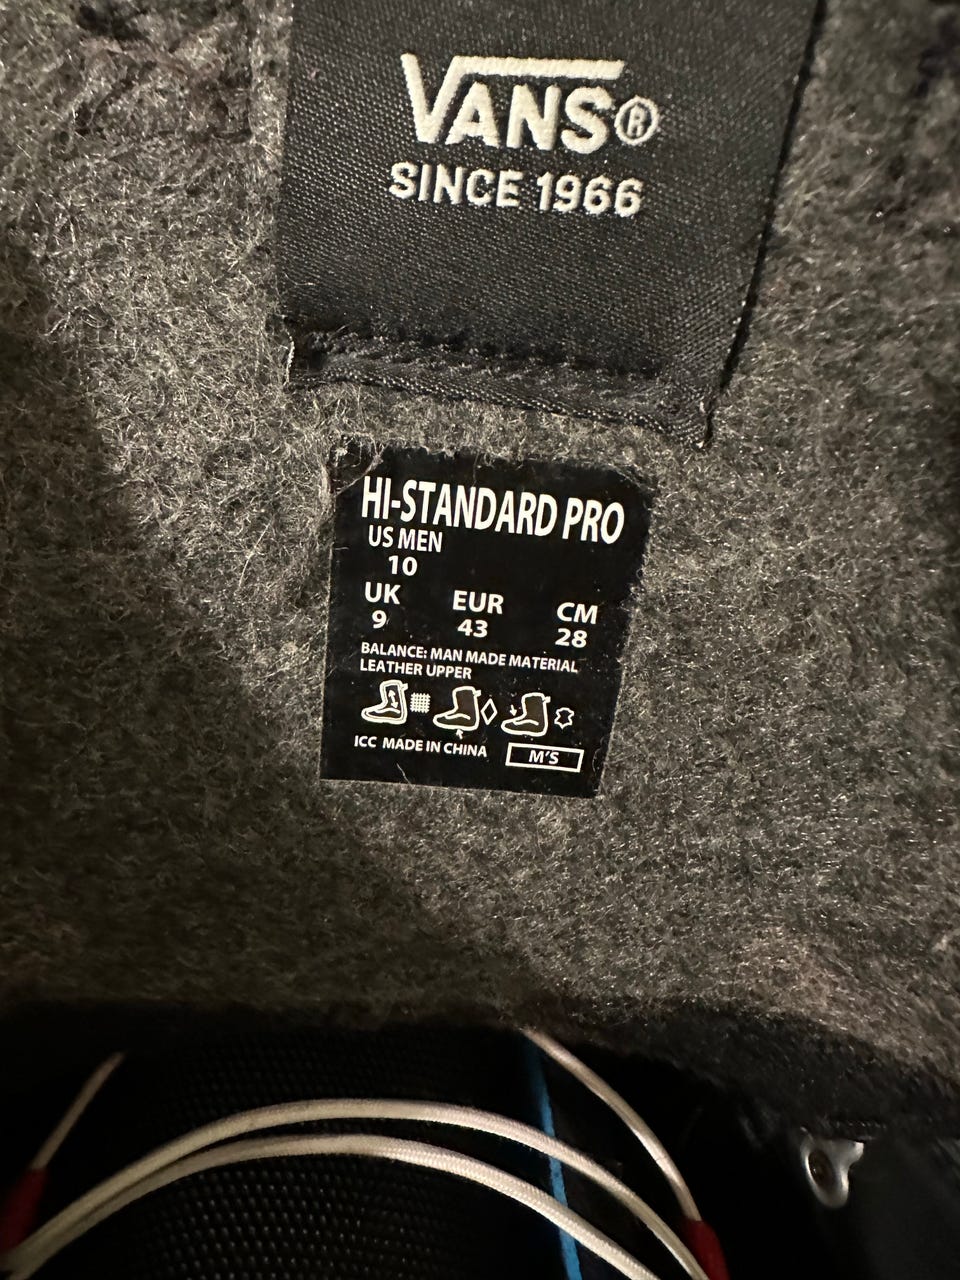 VANS®
SINCE 1966
HI-STANDARD PRO
US MEN
10
UK EUR CM
9 43 28
BALANCE: MAN MADE MATERIAL
LEATHER UPPER
ICC MADE IN CHINA M'S